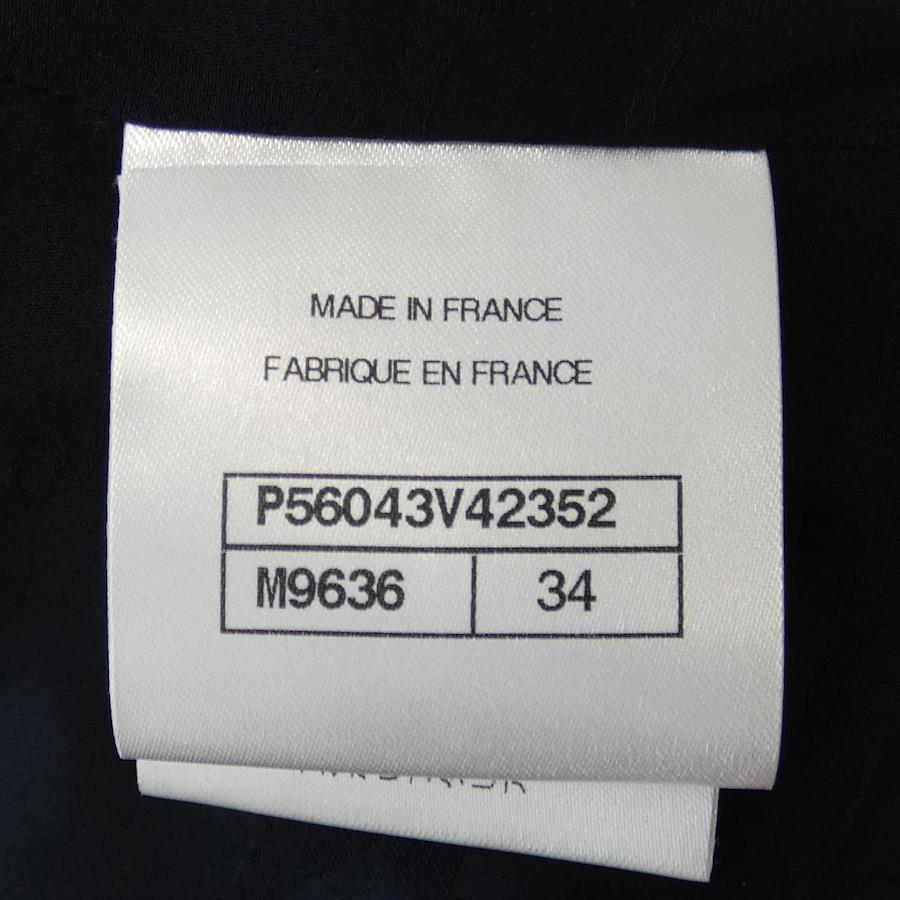 MADE IN FRANCE
FABRIQUE EN FRANCE
P56043V42352
M9636 34